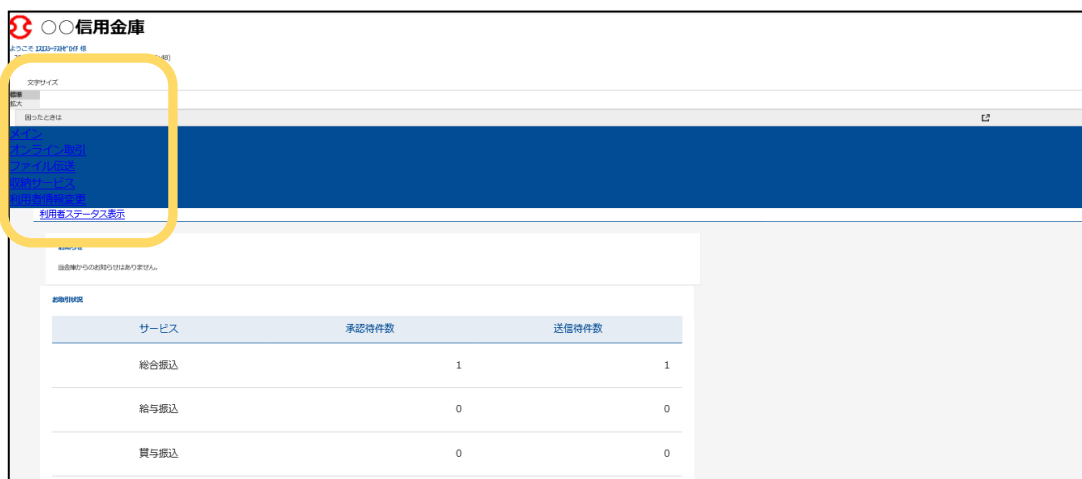 ○○信用金庫
ようこそ
様
文字サイズ
標準
拡大
困ったときは
メイン
オンライン取引
ファイル伝送
収納サービス
利用者情報変更
利用者ステータス表示
お知らせ
当金庫からのお知らせはありません。
お取引状況
サービス 承認待件数 送信待件数
総合振込 1 1
給与振込 0 0
賞与振込 0 0